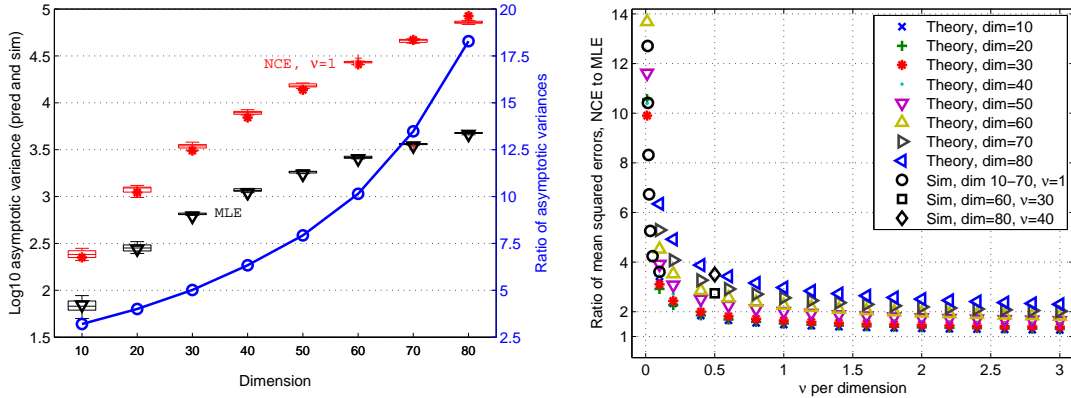 5
4.5
4
3.5
3
2.5
2
1.5
Log10 asymptotic variance (pred and sim)
NCE, ν=1
MLE
20
17.5
15
12.5
10
7.5
5
2.5
Ratio of asymptotic variances
10 20 30 40 50 60 70 80
Dimension
14
12
10
8
6
4
2
1
Ratio of mean squared errors, NCE to MLE
Theory, dim=10
Theory, dim=20
Theory, dim=30
Theory, dim=40
Theory, dim=50
Theory, dim=60
Theory, dim=70
Theory, dim=80
Sim, dim 10−70, ν=1
Sim, dim=60, ν=30
Sim, dim=80, ν=40
0 0.5 1 1.5 2 2.5 3
ν per dimension